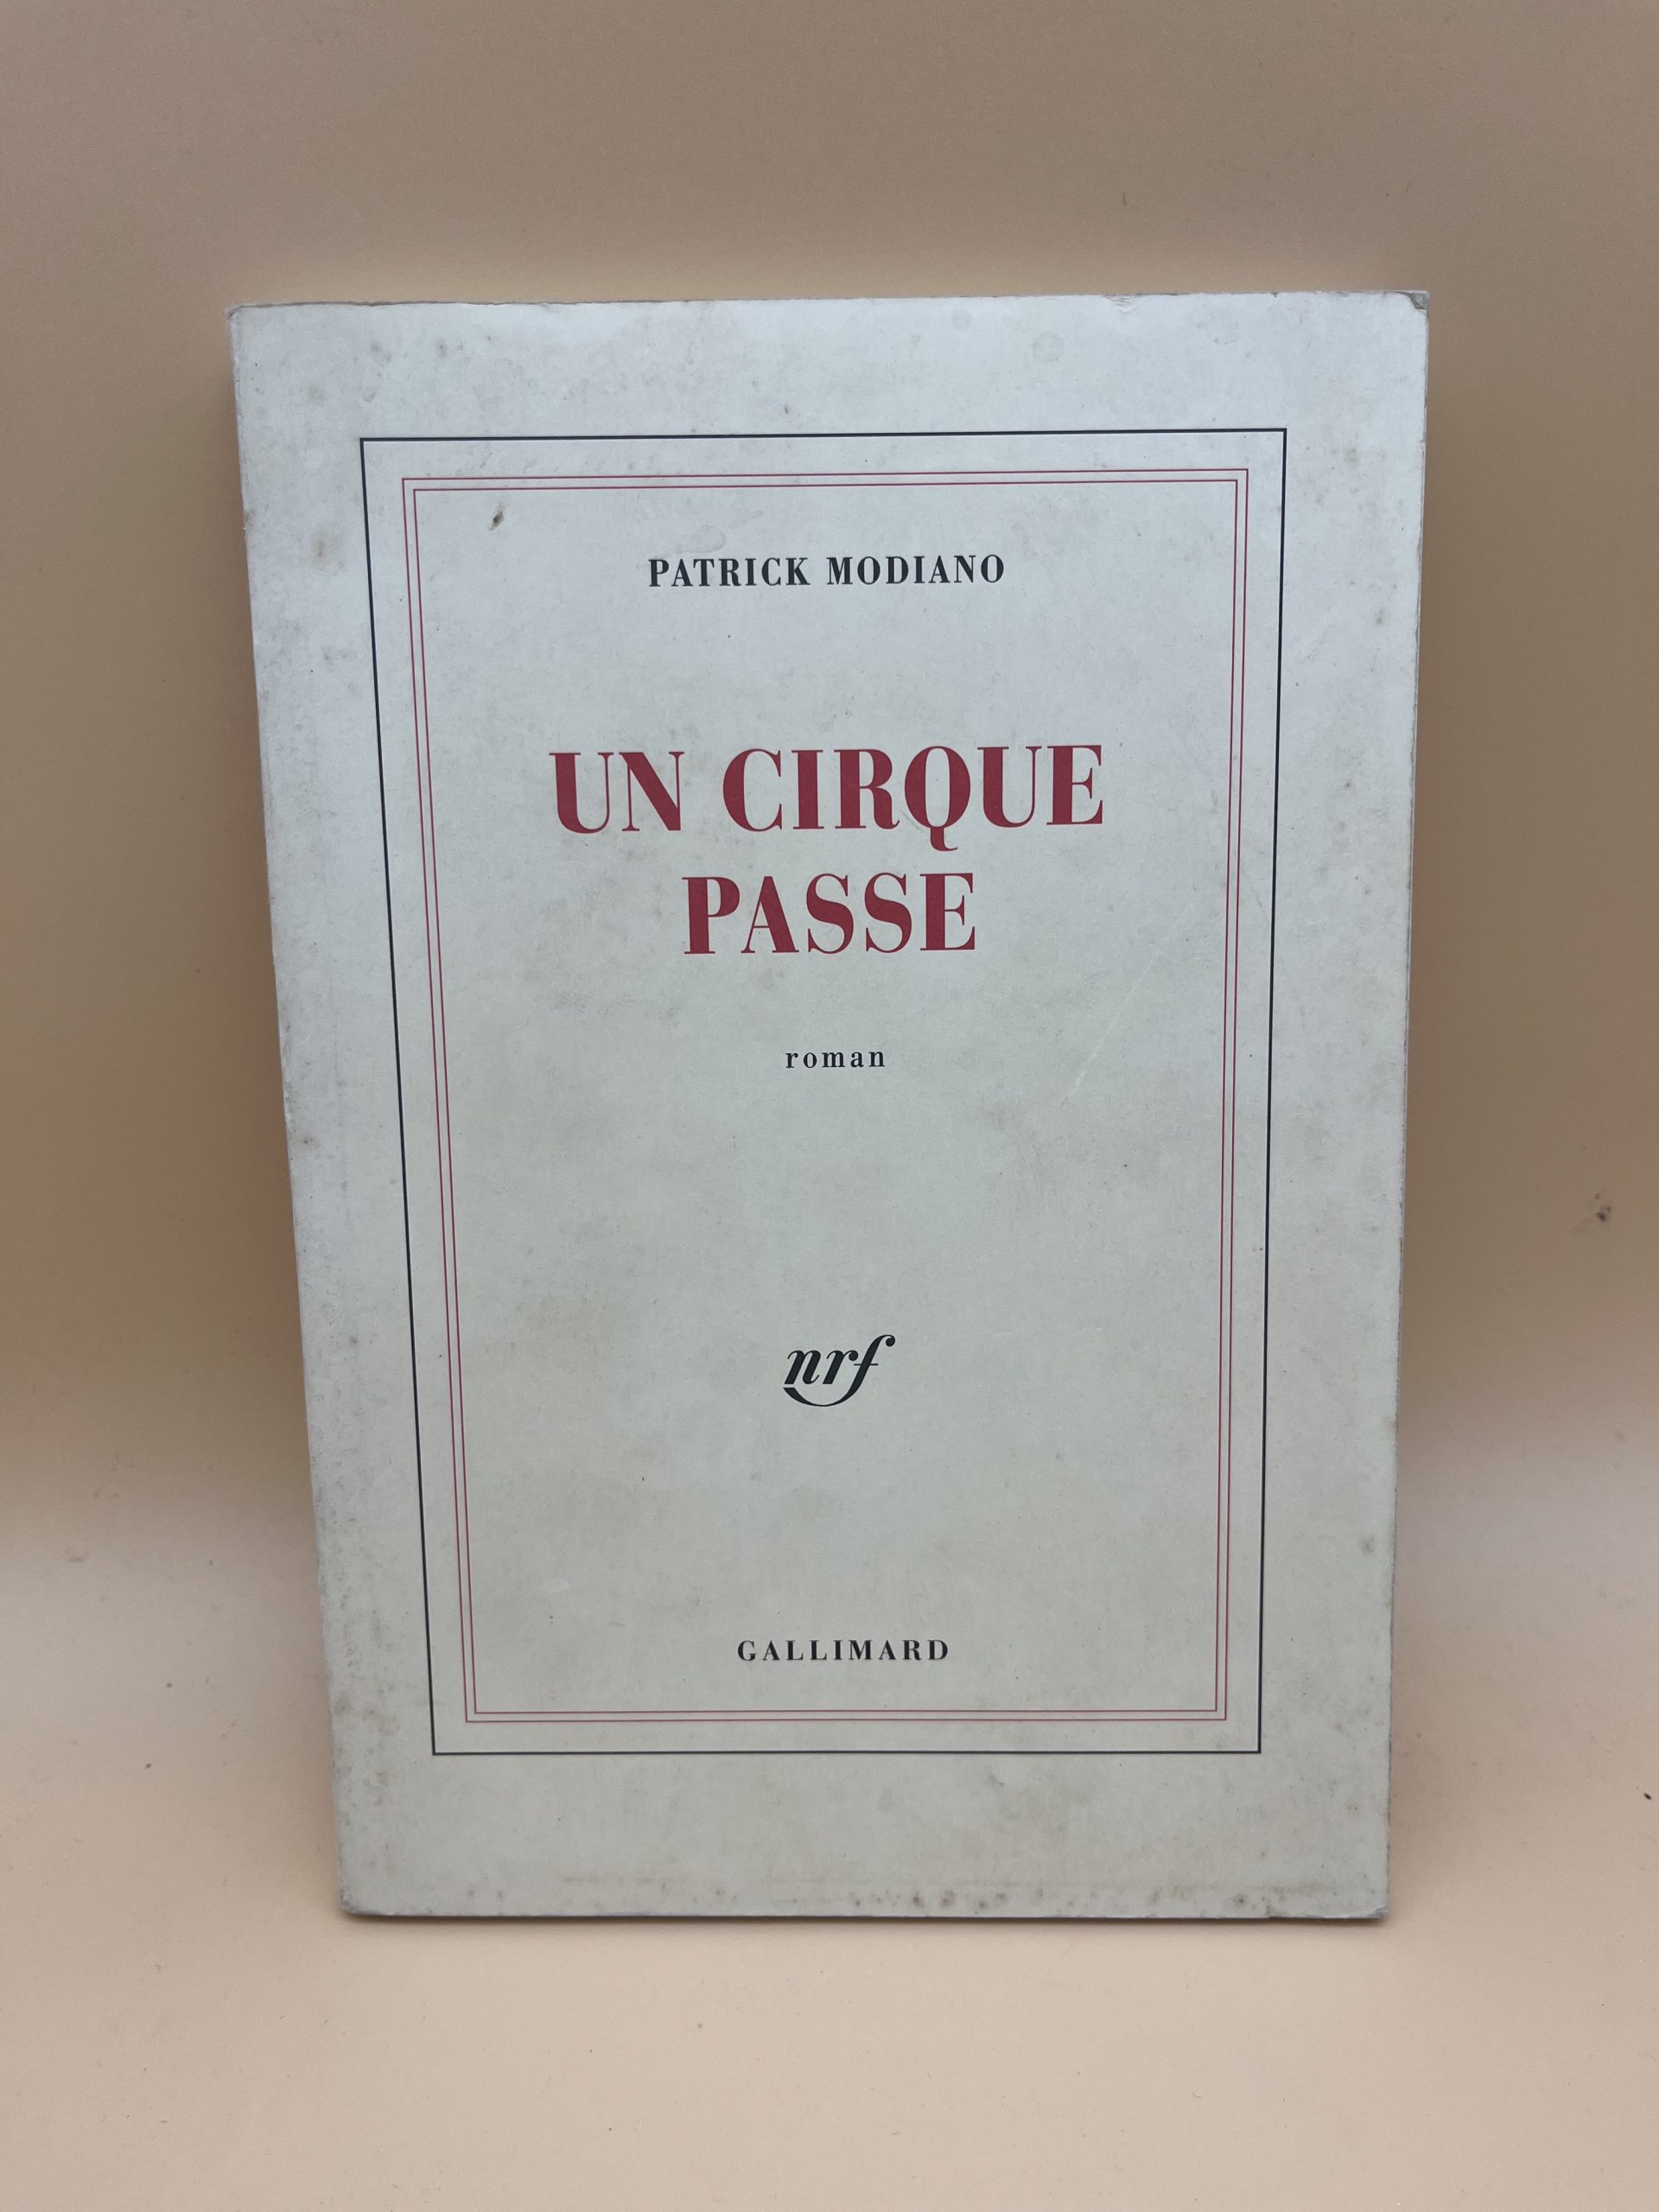 PATRICK MODIANO
UN CIRQUE
PASSE
roman
nrf
GALLIMARD